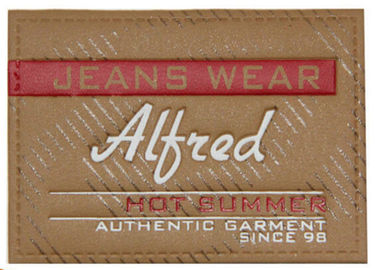 JEANS WEAR
Alfred
HOT SUMMER
AUTHENTIC GARMENT
SINCE 98